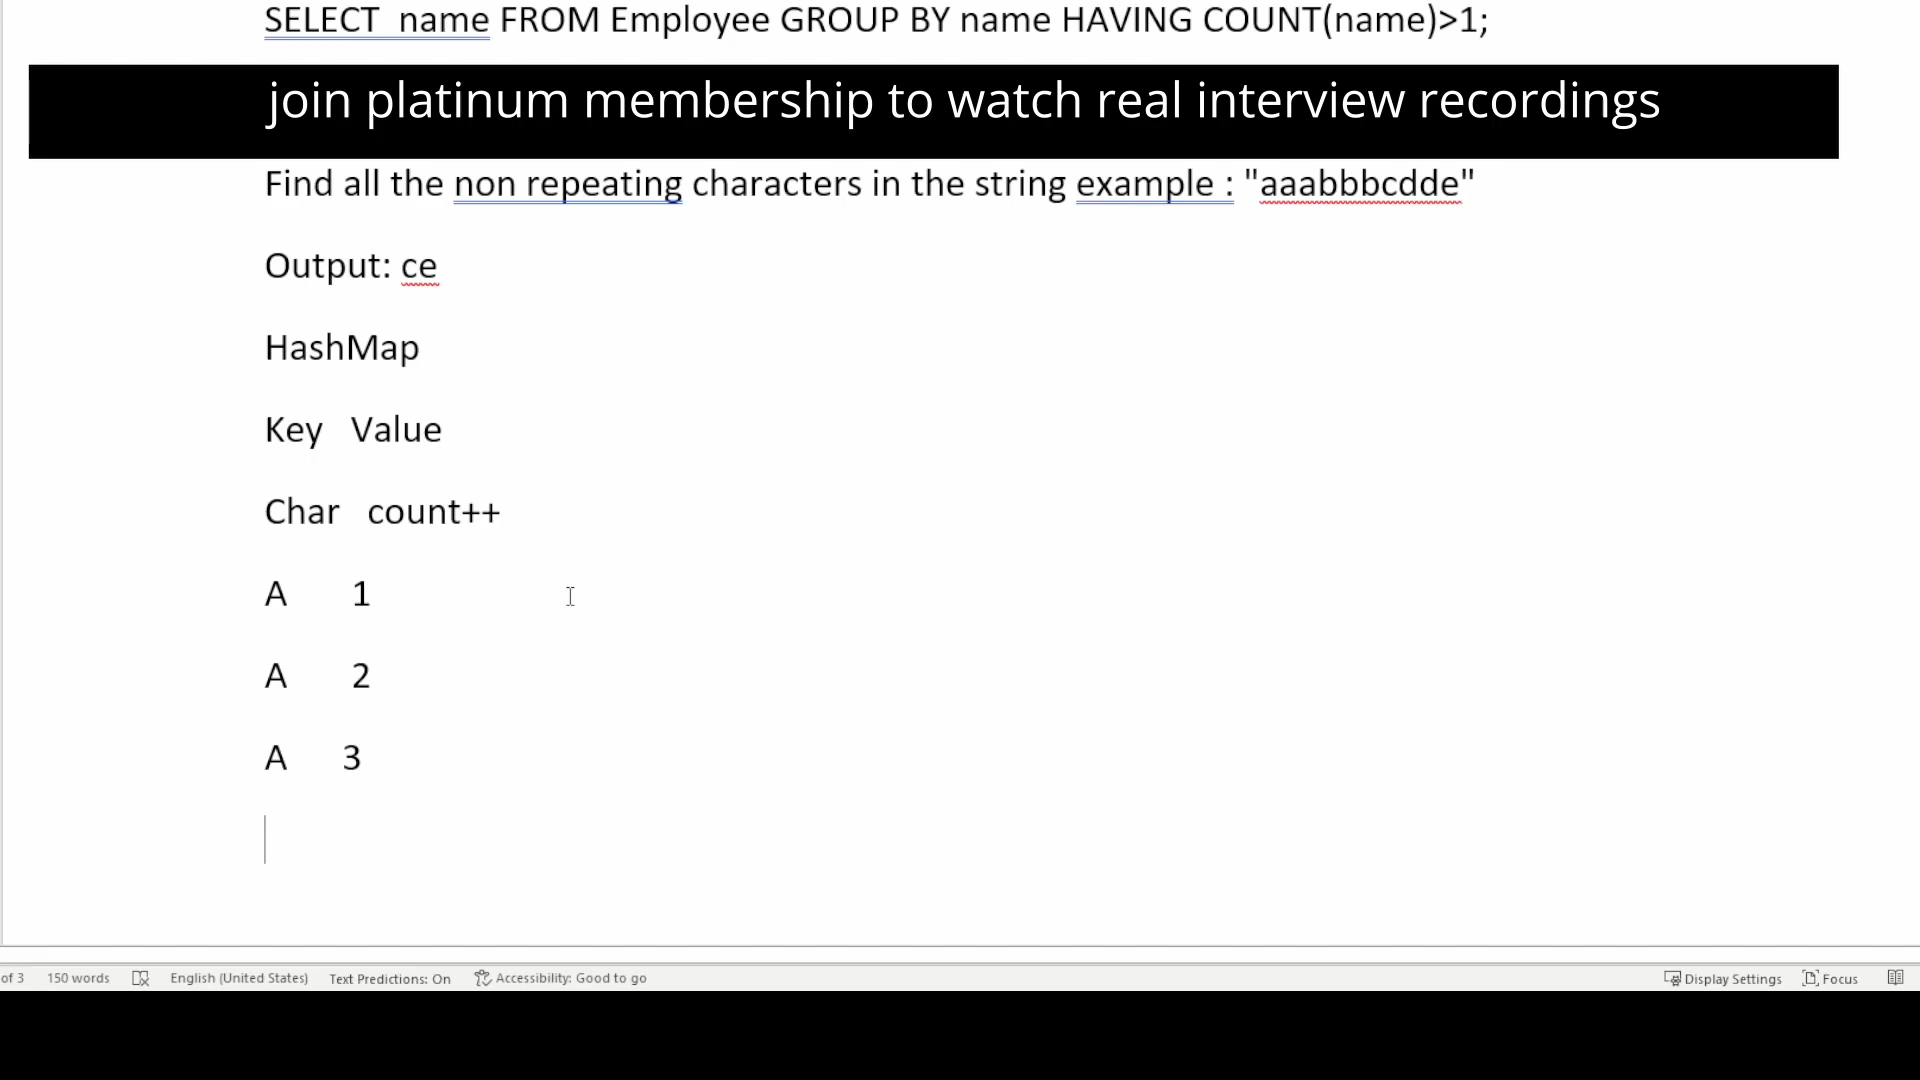 SELECT  name FROM Employee GROUP BY name HAVING COUNT(name)>1;
join platinum membership to watch real interview recordings
Find all the non repeating characters in the string example : "aaabbbcdde"
Output: ce
HashMap
Key   Value
Char   count++
A       1
A       2
A      3
of 3   150 words   English (United States)   Text Predictions: On   Accessibility: Good to go   Display Settings   Focus